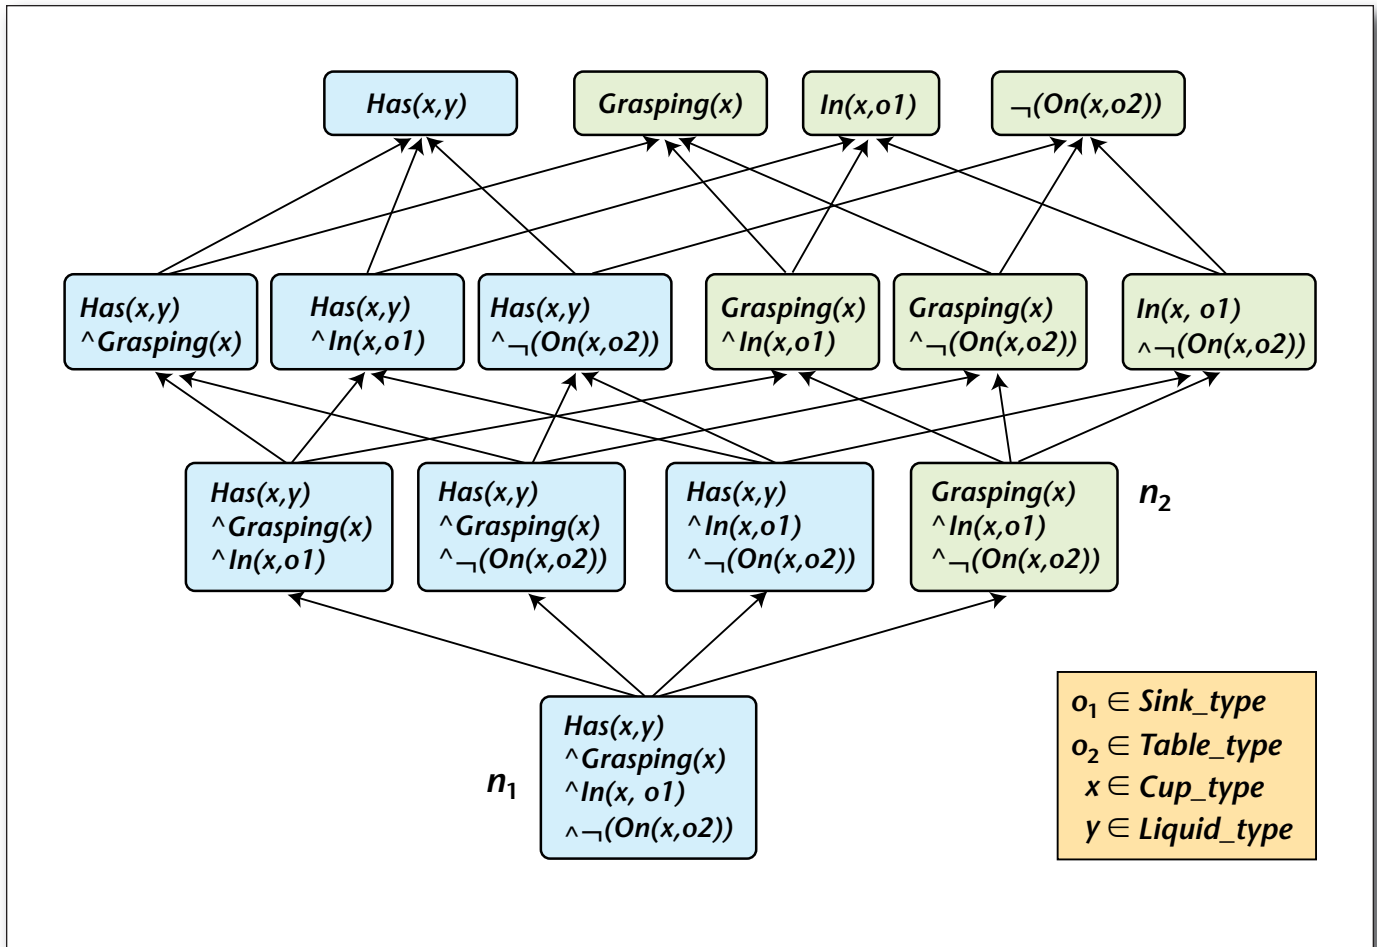 Has(x,y)
Grasping(x)
In(x,o1)
¬(On(x,o2))
Has(x,y)
^Grasping(x)
Has(x,y)
^In(x,o1)
Has(x,y)
^¬(On(x,o2))
Grasping(x)
^In(x,o1)
Grasping(x)
^¬(On(x,o2))
In(x, o1)
^¬(On(x,o2))
Has(x,y)
^Grasping(x)
^In(x,o1)
Has(x,y)
^Grasping(x)
^¬(On(x,o2))
Has(x,y)
^In(x,o1)
^¬(On(x,o2))
Grasping(x)
^In(x,o1)
^¬(On(x,o2))
n₂
n₁
Has(x,y)
^Grasping(x)
^In(x, o1)
^¬(On(x,o2))
o₁ ∈ Sink_type
o₂ ∈ Table_type
x ∈ Cup_type
y ∈ Liquid_type